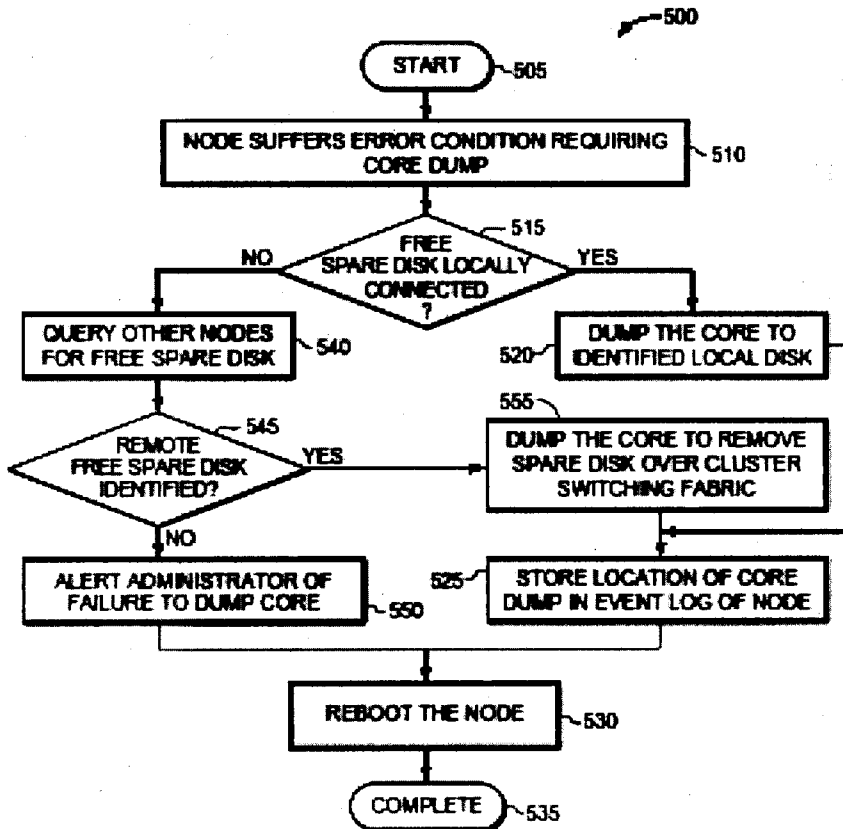 500
START
505
NODE SUFFERS ERROR CONDITION REQUIRING
CORE DUMP
510
515
FREE
SPARE DISK LOCALLY
CONNECTED
?
NO
YES
QUERY OTHER NODES
FOR FREE SPARE DISK
540
DUMP THE CORE TO
IDENTIFIED LOCAL DISK
520
545
REMOTE
FREE SPARE DISK
IDENTIFIED?
YES
NO
555
DUMP THE CORE TO REMOVE
SPARE DISK OVER CLUSTER
SWITCHING FABRIC
ALERT ADMINISTRATOR OF
FAILURE TO DUMP CORE
550
525
STORE LOCATION OF CORE
DUMP IN EVENT LOG OF NODE
REBOOT THE NODE
530
COMPLETE
535